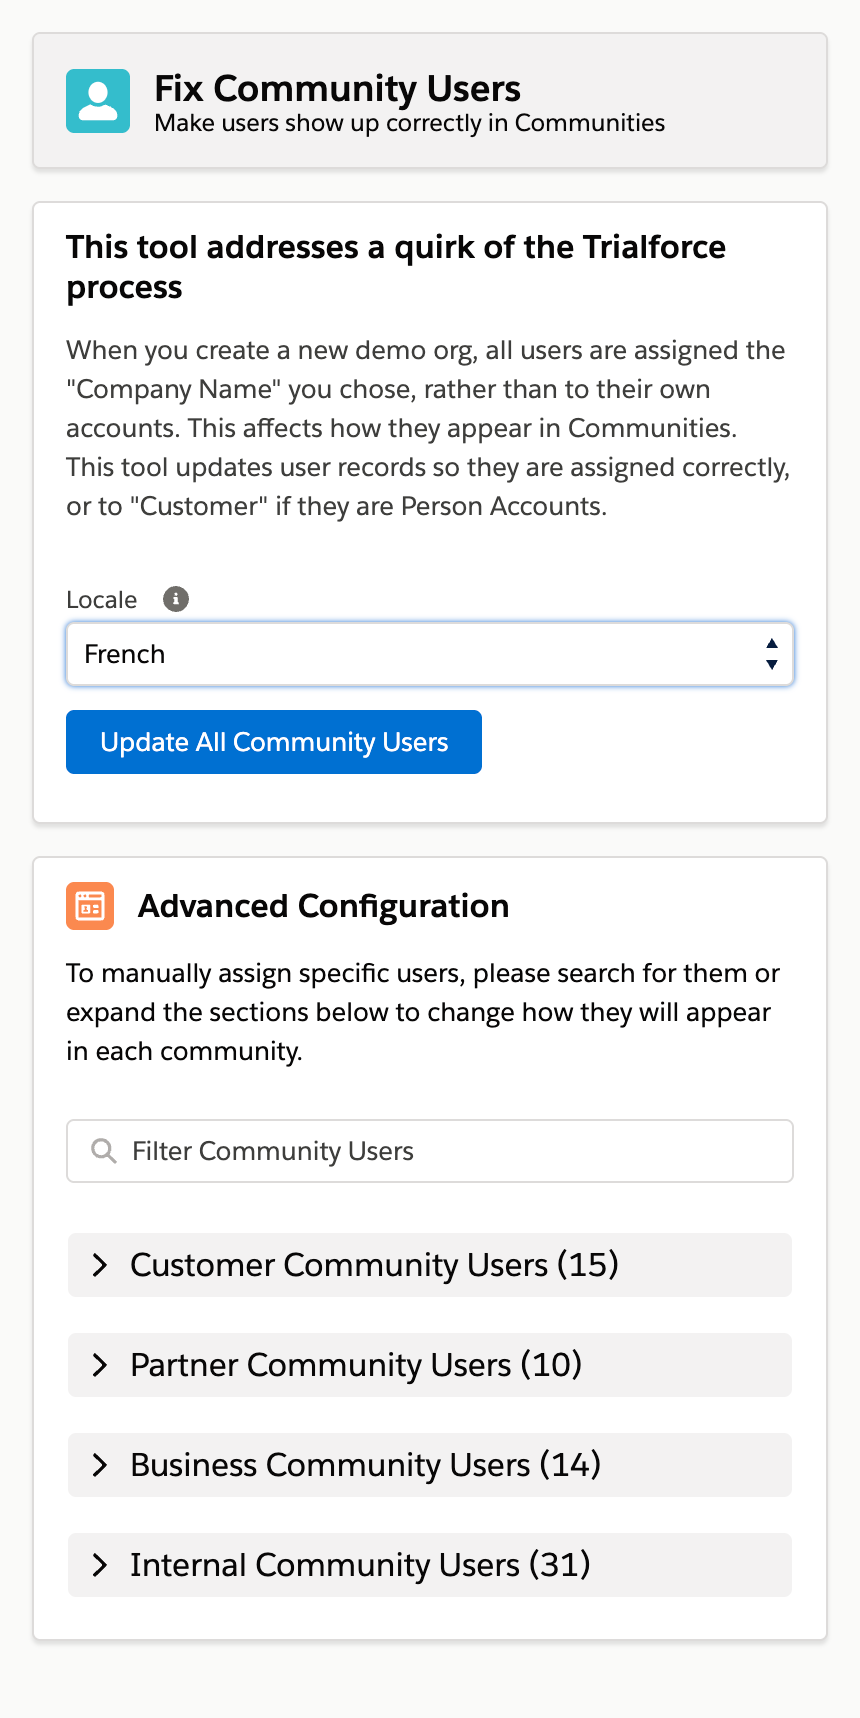 Fix Community Users
Make users show up correctly in Communities
This tool addresses a quirk of the Trialforce
process
When you create a new demo org, all users are assigned the
"Company Name" you chose, rather than to their own
accounts. This affects how they appear in Communities.
This tool updates user records so they are assigned correctly,
or to "Customer" if they are Person Accounts.
Locale
French
Update All Community Users
Advanced Configuration
To manually assign specific users, please search for them or
expand the sections below to change how they will appear
in each community.
Filter Community Users
Customer Community Users (15)
Partner Community Users (10)
Business Community Users (14)
Internal Community Users (31)